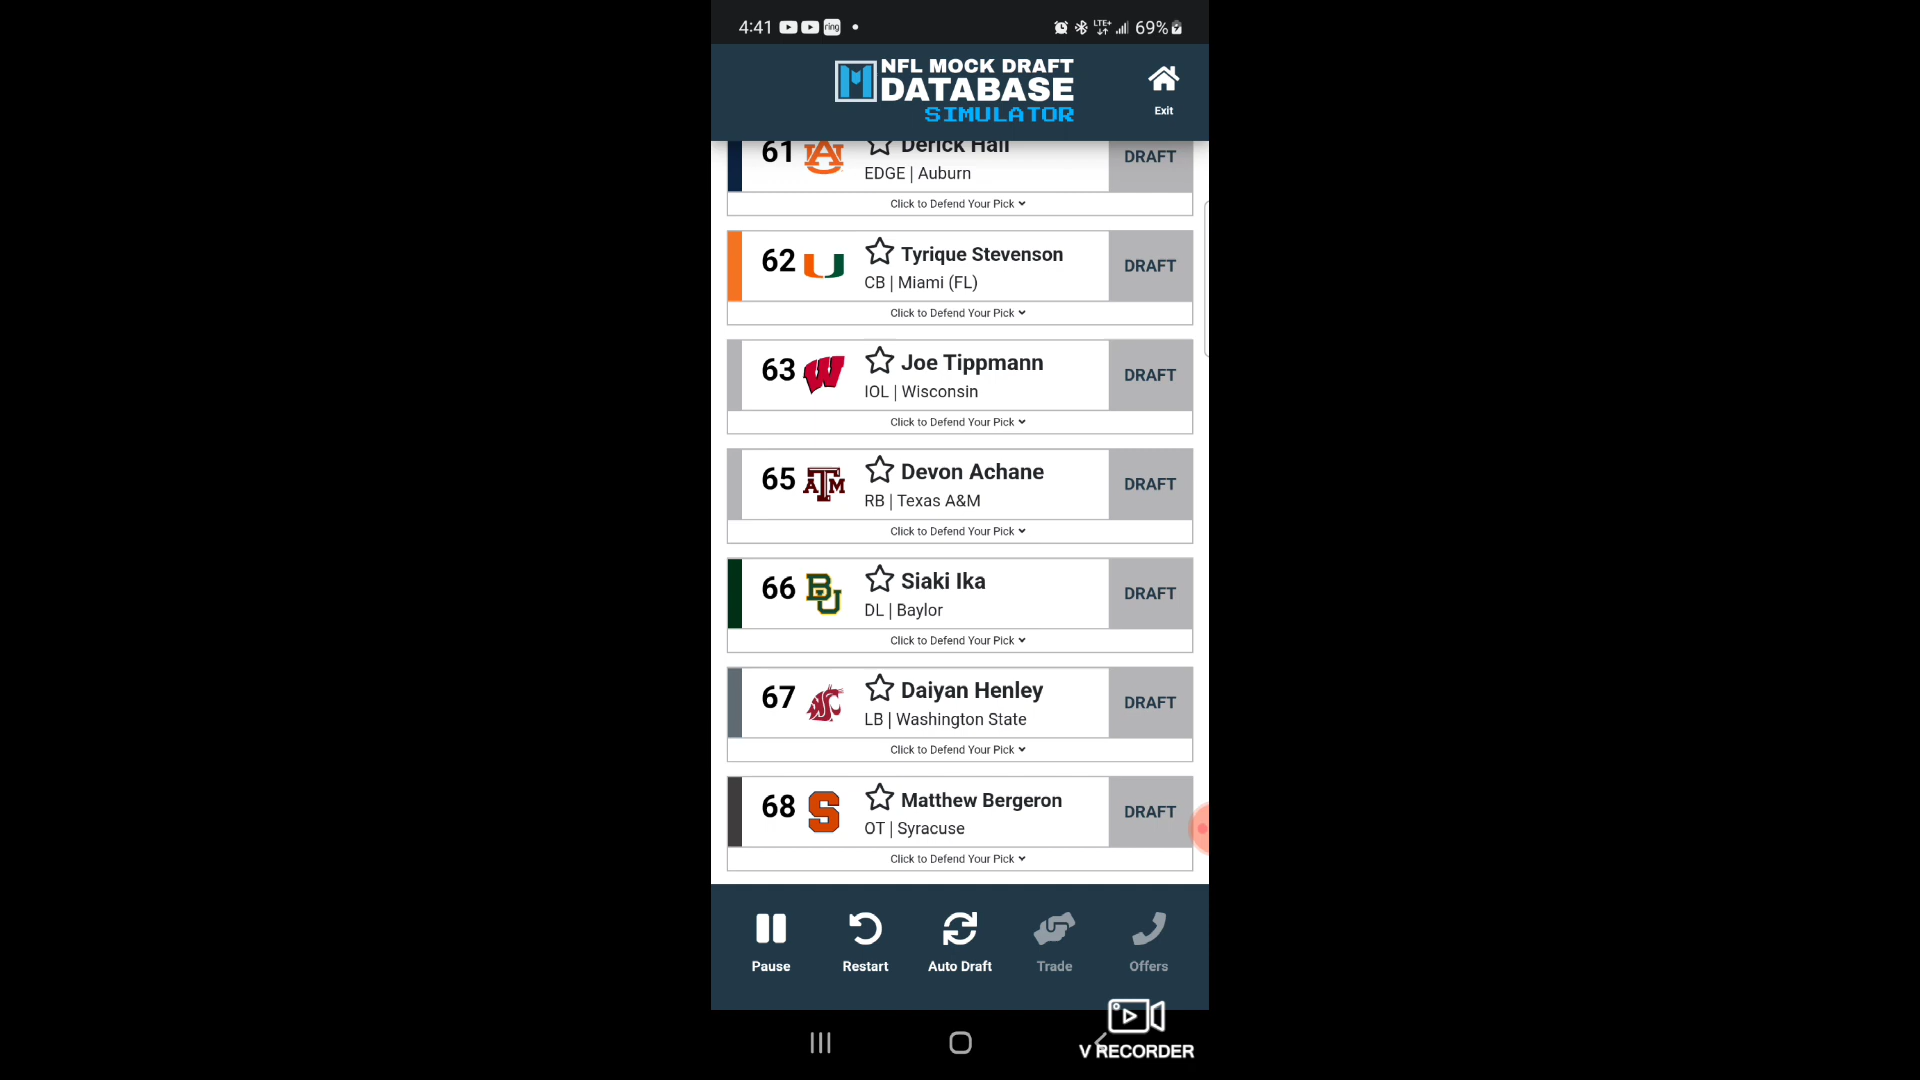 4:41 ring LTE+ 69%
NFL MOCK DRAFT
DATABASE
SIMULATOR
Exit
61 Derick Hall DRAFT
EDGE | Auburn
Click to Defend Your Pick
62 Tyrique Stevenson DRAFT
CB | Miami (FL)
Click to Defend Your Pick
63 Joe Tippmann DRAFT
IOL | Wisconsin
Click to Defend Your Pick
65 ATM Devon Achane DRAFT
RB | Texas A&M
Click to Defend Your Pick
66 BU Siaki Ika DRAFT
DL | Baylor
Click to Defend Your Pick
67 Daiyan Henley DRAFT
LB | Washington State
Click to Defend Your Pick
68 S Matthew Bergeron DRAFT
OT | Syracuse
Click to Defend Your Pick
Pause Restart Auto Draft Trade Offers
V RECORDER